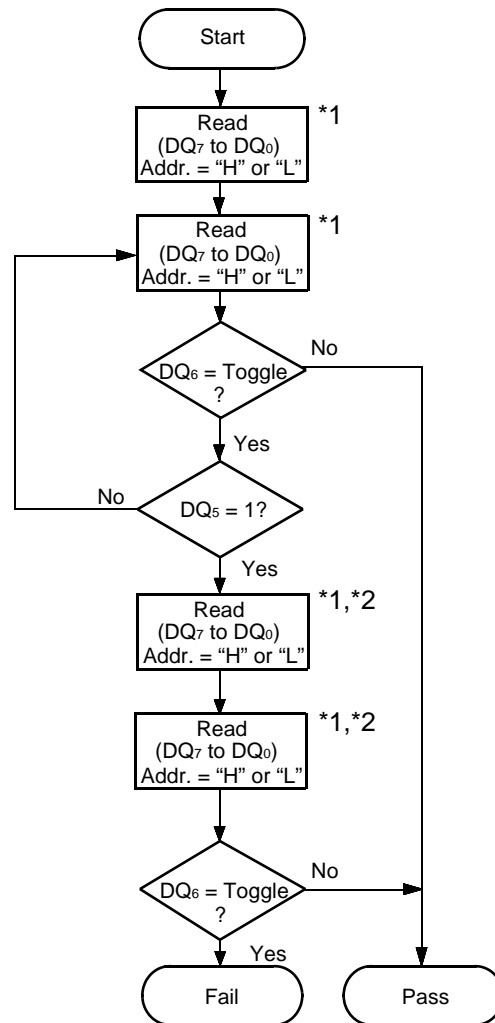 Start
Read
(DQ7 to DQ0)
Addr. = “H” or “L”
*1
Read
(DQ7 to DQ0)
Addr. = “H” or “L”
*1
DQ6 = Toggle
?
No
Yes
DQ5 = 1?
No
Yes
Read
(DQ7 to DQ0)
Addr. = “H” or “L”
*1,*2
Read
(DQ7 to DQ0)
Addr. = “H” or “L”
*1,*2
DQ6 = Toggle
?
No
Yes
Fail
Pass